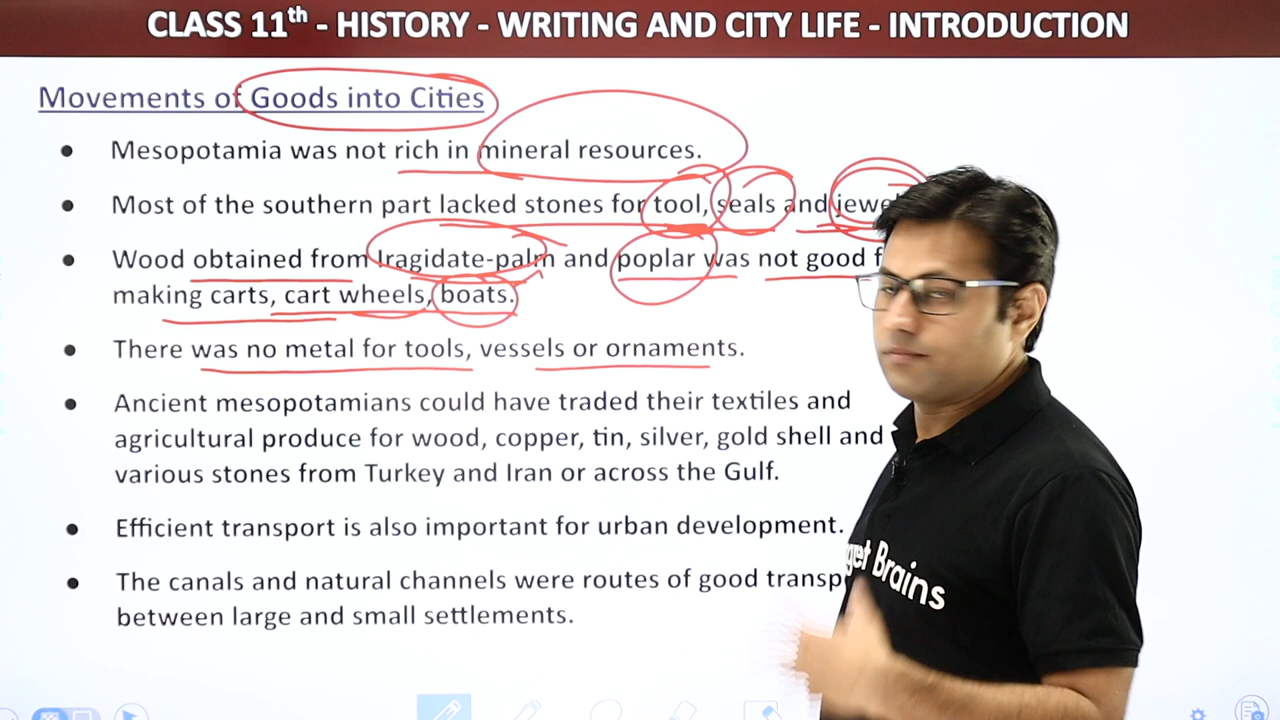 CLASS 11th - HISTORY - WRITING AND CITY LIFE - INTRODUCTION
Movements of Goods into Cities
• Mesopotamia was not rich in mineral resources.
• Most of the southern part lacked stones for tool, seals and
• Wood obtained from Iragidate-palm and poplar was not good
making carts, cart wheels, boats.
• There was no metal for tools, vessels or ornaments.
• Ancient mesopotamians could have traded their textiles and
agricultural produce for wood, copper, tin, silver, gold shell and
various stones from Turkey and Iran or across the Gulf.
• Efficient transport is also important for urban development.
• The canals and natural channels were routes of good
between large and small settlements.
Brains